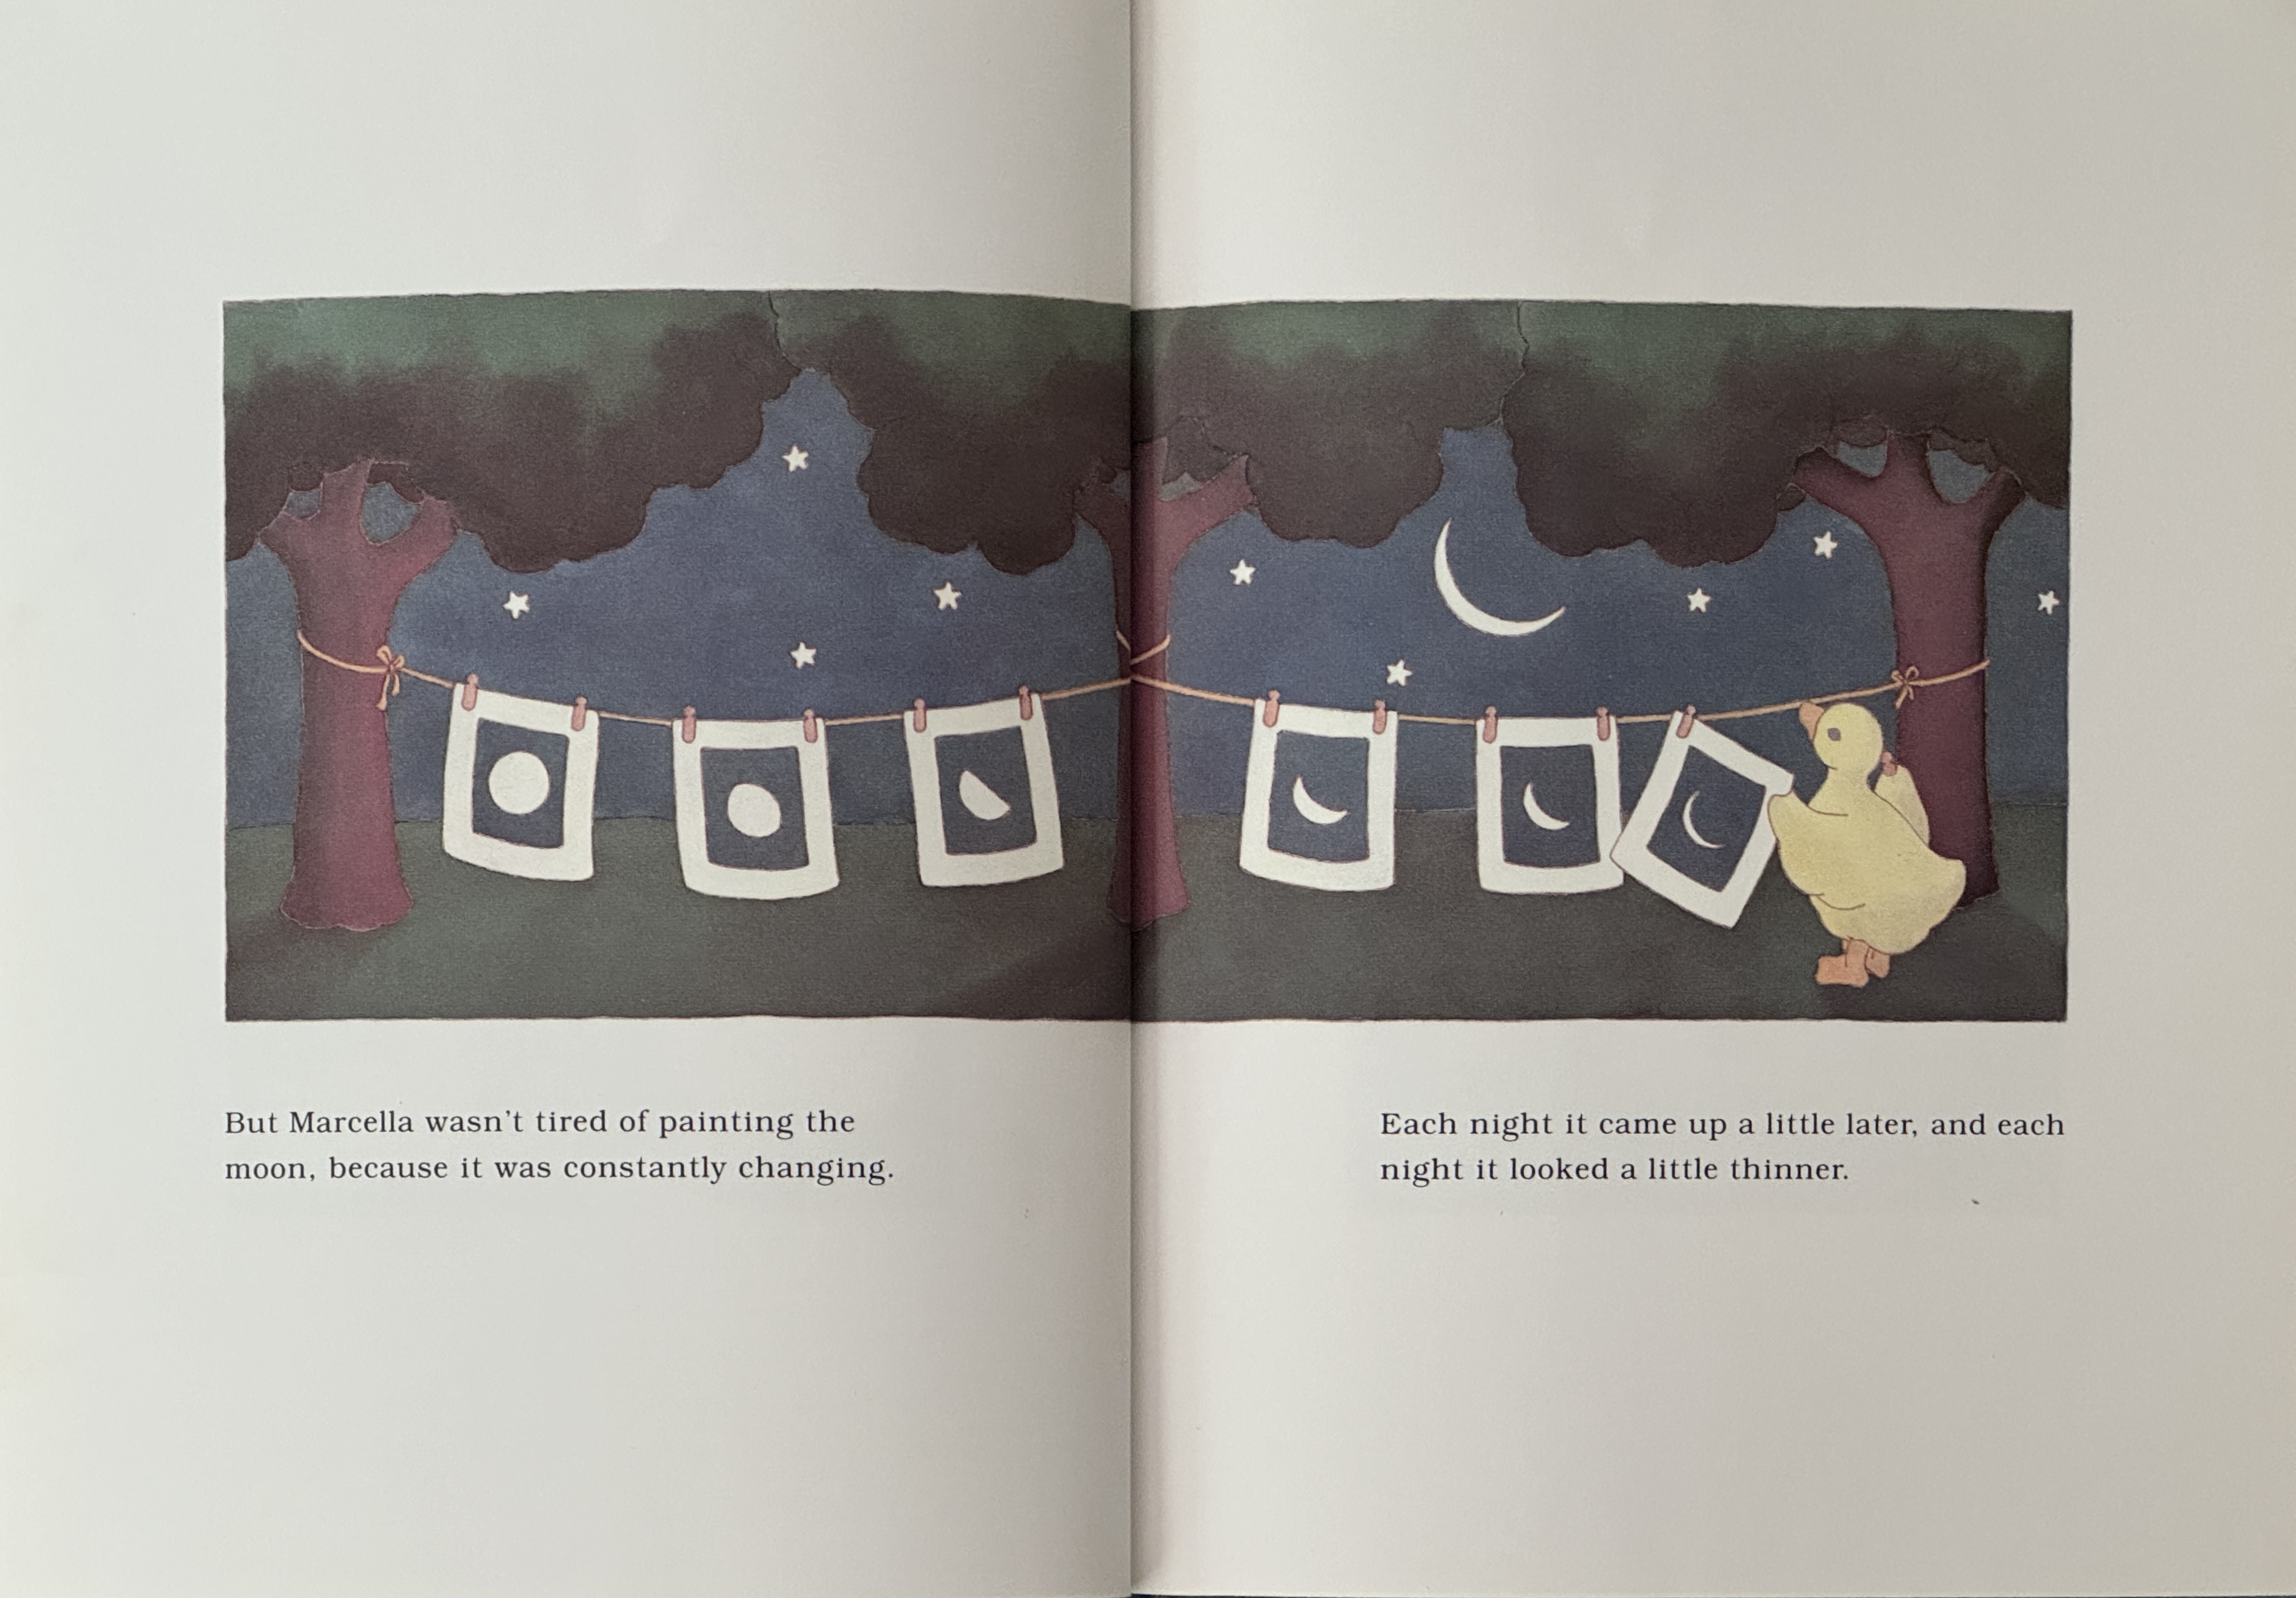 But Marcella wasn't tired of painting the
moon, because it was constantly changing.
Each night it came up a little later, and each
night it looked a little thinner.